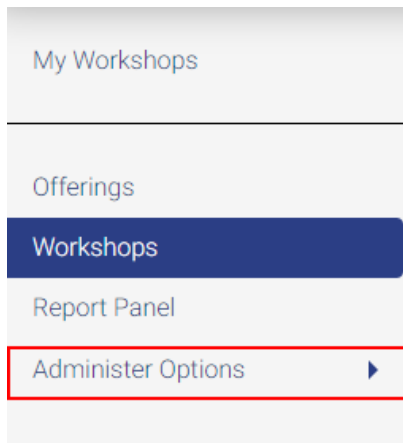 My Workshops
Offerings
Workshops
Report Panel
Administer Options